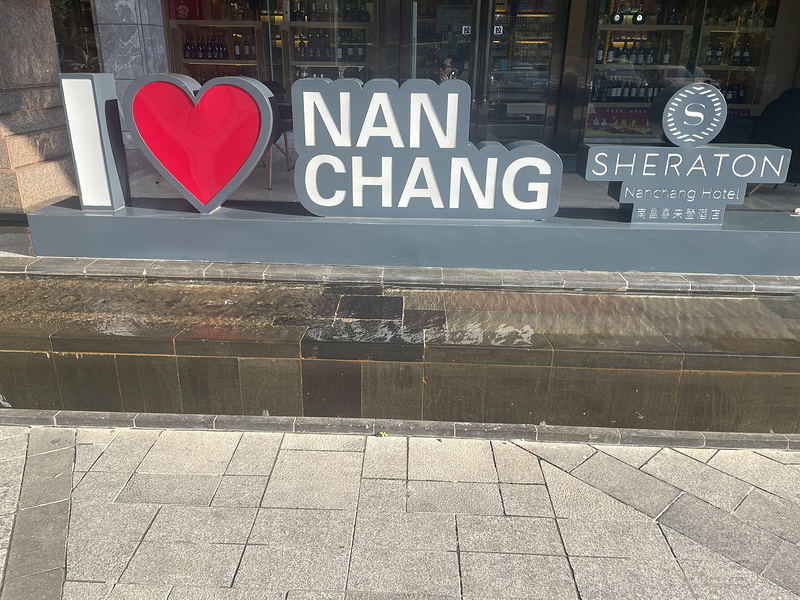 I NAN
CHANG
S
SHERATON
Nanchang Hotel
南昌喜来登酒店